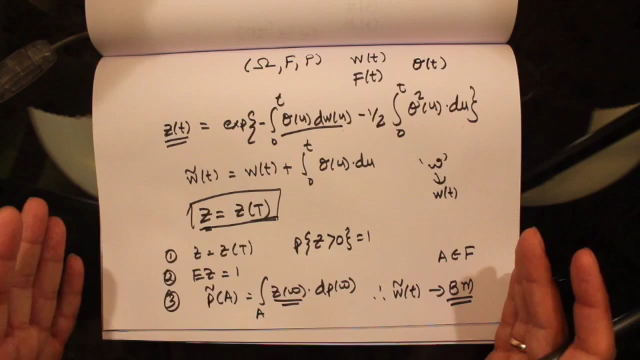 (Ω, F, P) W(t) θ(t)
F(t)
Z(t) = exp{-∫₀ᵗ θ(u) dW(u) - 1/2 ∫₀ᵗ θ²(u)·du}
W̃(t) = W(t) + ∫₀ᵗ θ(u)·du
'ω'
↓
W(t)
Z = Z(T)
① Z = Z(T) P{Z>0}=1
A ∈ F
② EZ = 1
③ P̃(A) = ∫_A Z(ω)·dP(ω) ∴ W̃(t) → BM